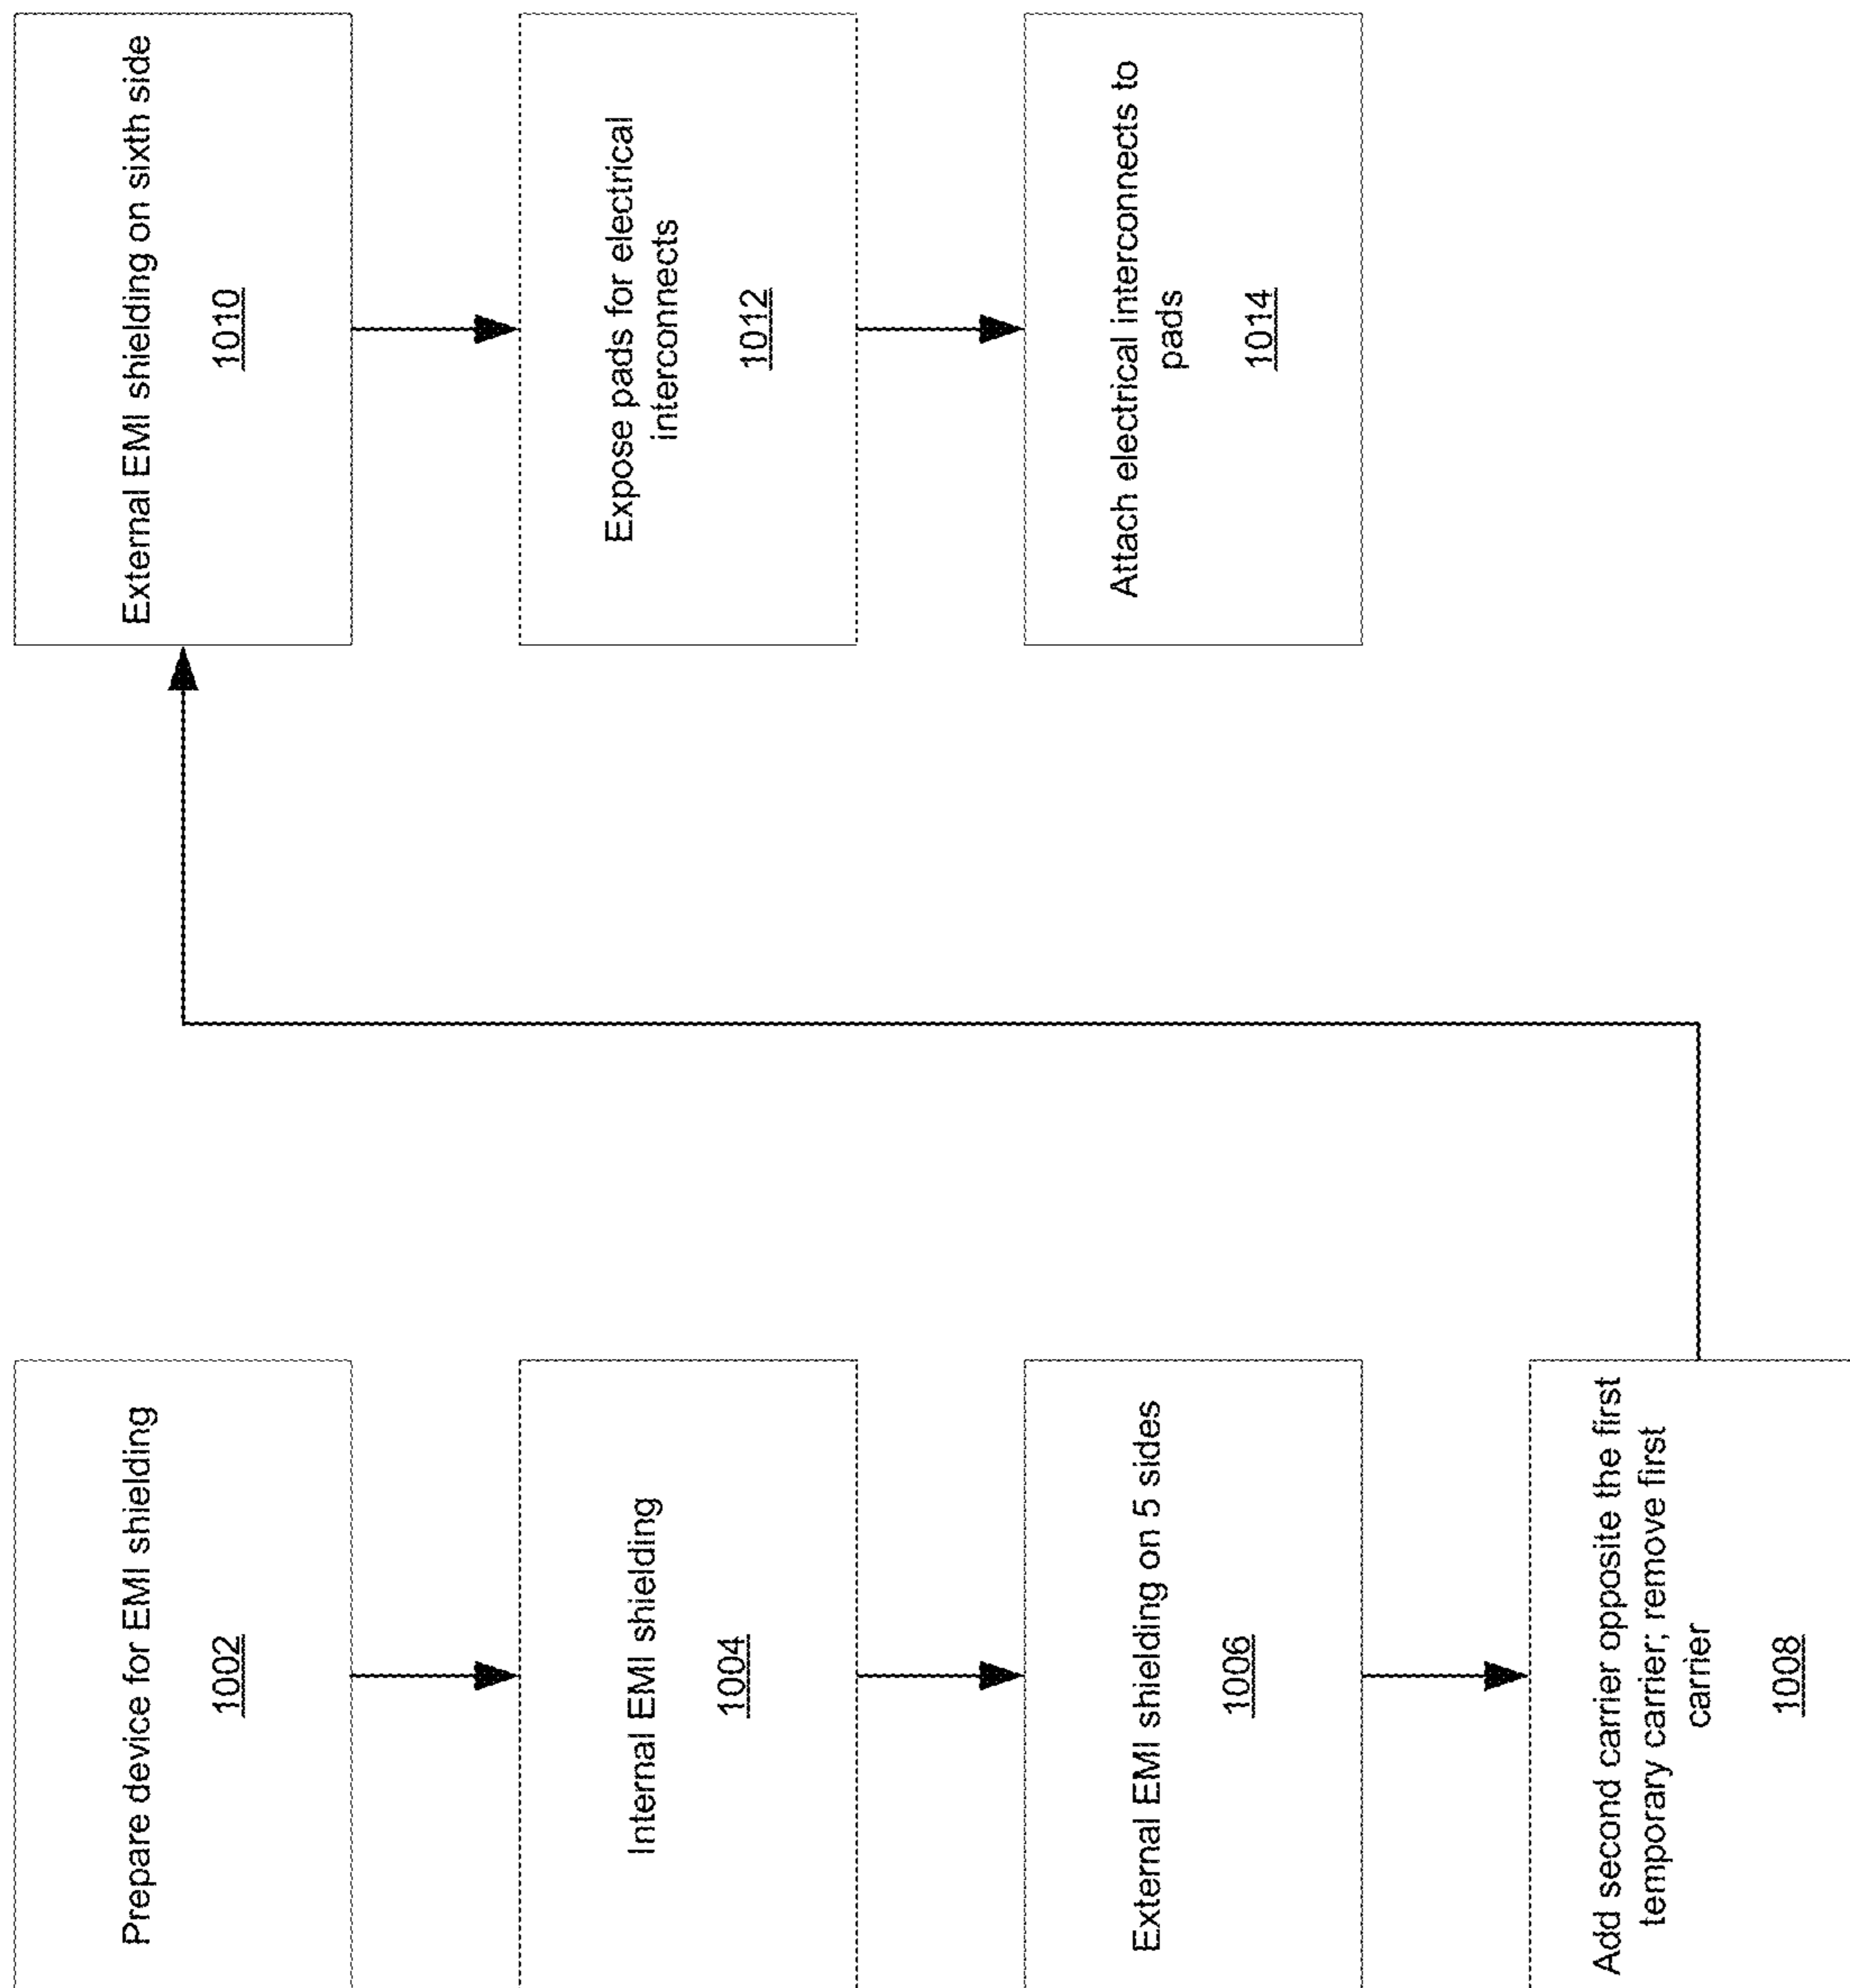 Prepare device for EMI shielding
1002
Internal EMI shielding
1004
External EMI shielding on 5 sides
1006
Add second carrier opposite the first
temporary carrier; remove first
carrier
1008
External EMI shielding on sixth side
1010
Expose pads for electrical
interconnects
1012
Attach electrical interconnects to
pads
1014